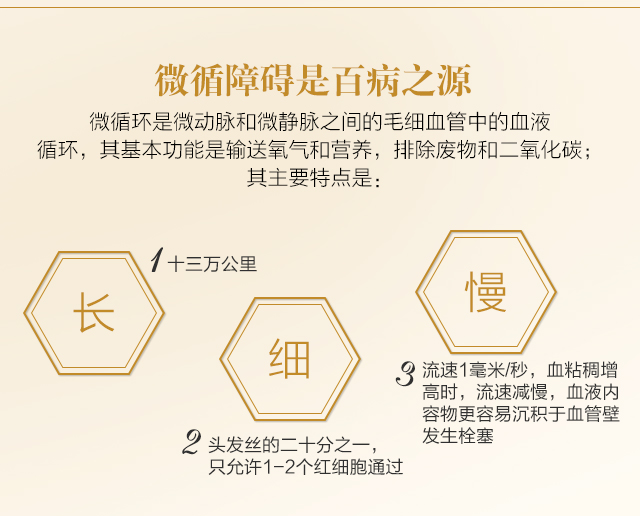 微循障碍是百病之源
微循环是微动脉和微静脉之间的毛细血管中的血液
循环，其基本功能是输送氧气和营养，排除废物和二氧化碳；
其主要特点是：
长
1 十三万公里
细
2 头发丝的二十分之一，
只允许1-2个红细胞通过
慢
3 流速1毫米/秒，血粘稠增
高时，流速减慢，血液内
容物更容易沉积于血管壁
发生栓塞